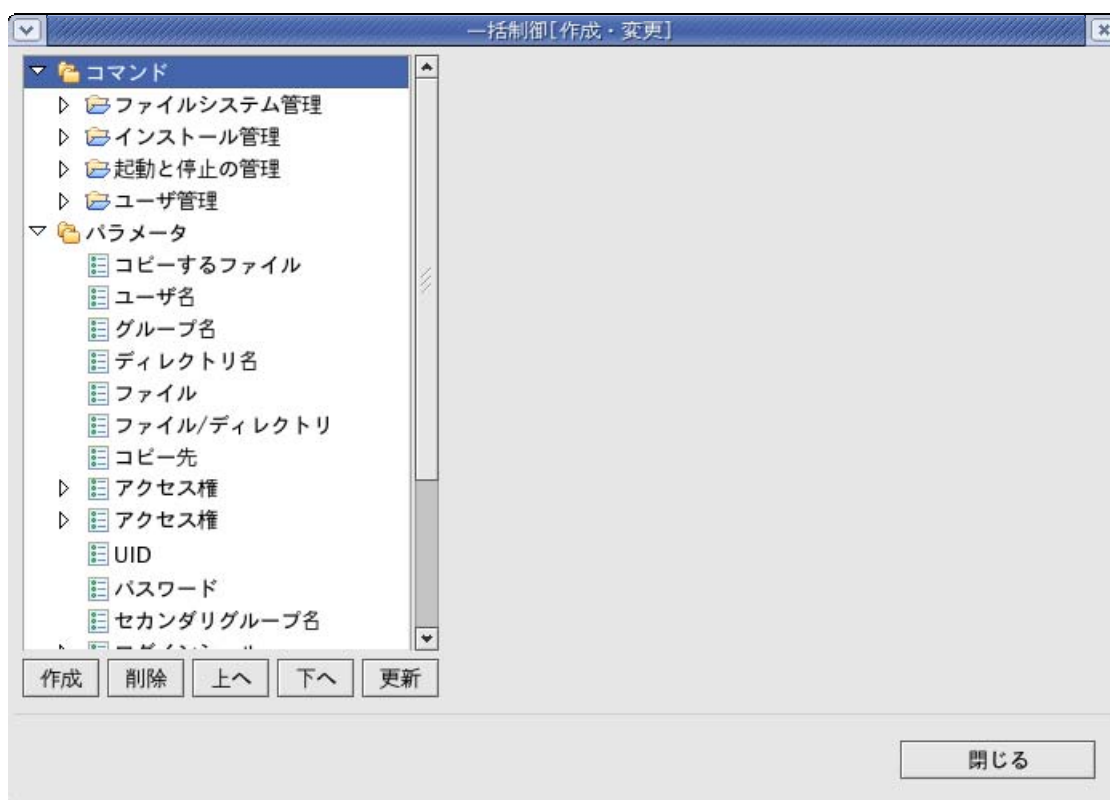 一括制御[作成・変更]
コマンド
ファイルシステム管理
インストール管理
起動と停止の管理
ユーザ管理
パラメータ
コピーするファイル
ユーザ名
グループ名
ディレクトリ名
ファイル
ファイル/ディレクトリ
コピー先
アクセス権
アクセス権
UID
パスワード
セカンダリグループ名
作成 削除 上へ 下へ 更新
閉じる